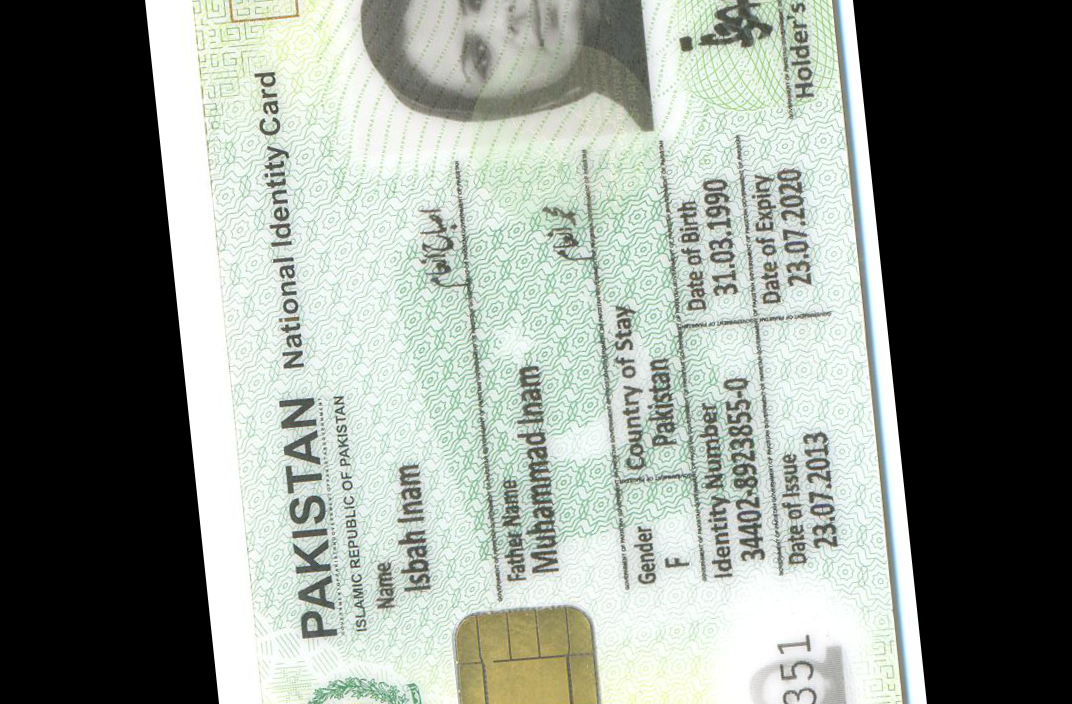 PAKISTAN National Identity Card
ISLAMIC REPUBLIC OF PAKISTAN
Name
Isbah Inam
اصباح انعام
Father Name
Muhammad Inam
محمد انعام
Gender Country of Stay
F Pakistan
Identity Number Date of Birth
34402-8923855-0 31.03.1990
Date of Issue Date of Expiry
23.07.2013 23.07.2020
Holder's
351